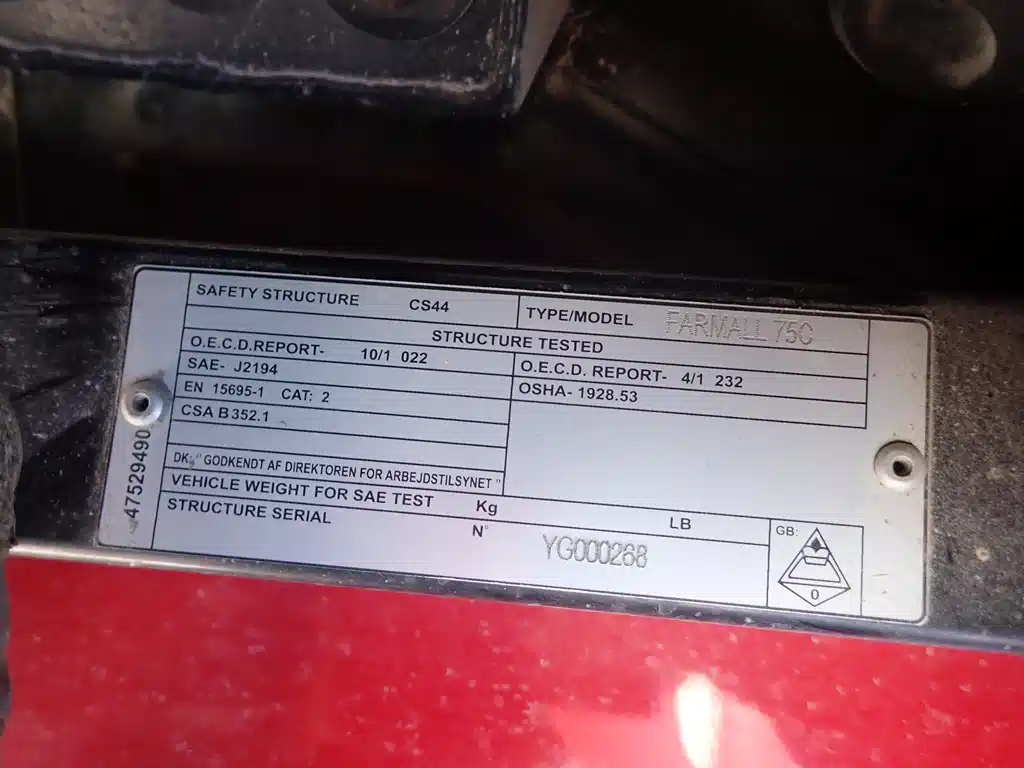 SAFETY STRUCTURE CS44 TYPE/MODEL FARMALL 75C
STRUCTURE TESTED
O.E.C.D.REPORT- 10/1 022 O.E.C.D. REPORT- 4/1 232
SAE- J2194 OSHA- 1928.53
EN 15695-1 CAT: 2
CSA B 352.1
DK: " GODKENDT AF DIREKTOREN FOR ARBEJDSTILSYNET "
VEHICLE WEIGHT FOR SAE TEST Kg LB
STRUCTURE SERIAL N° YG000268
GB:
0
47529490